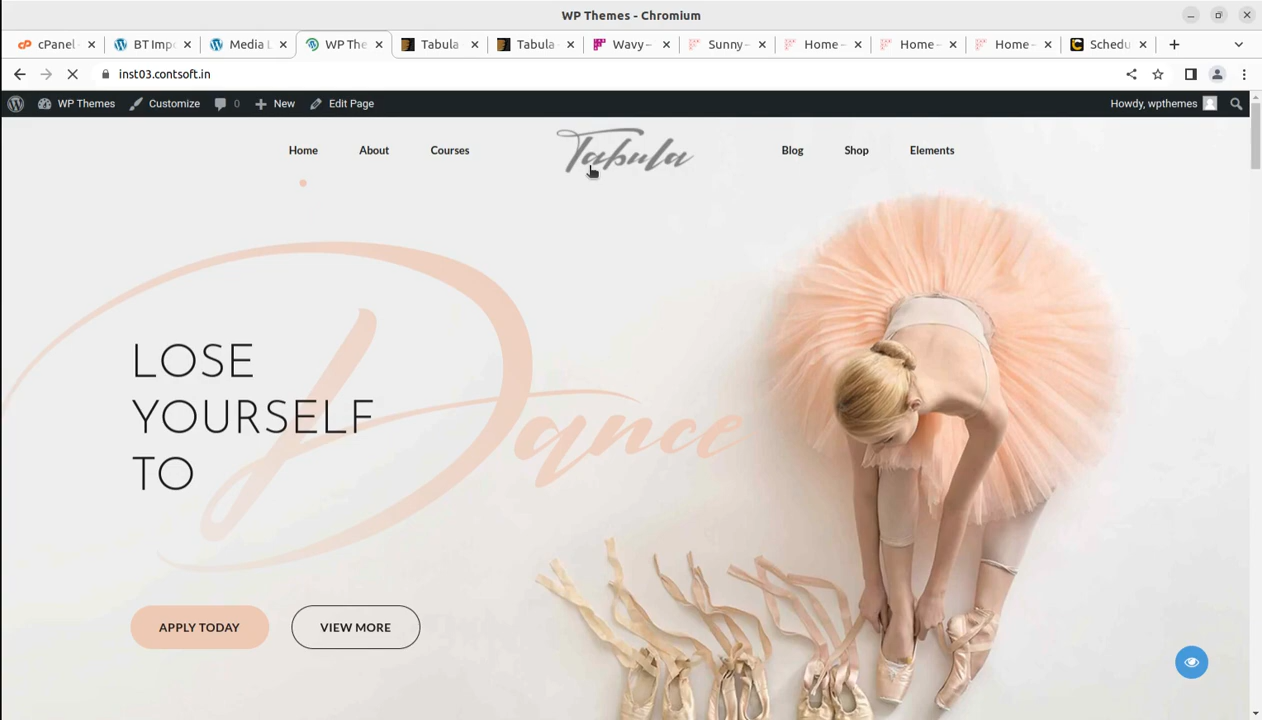 WP Themes - Chromium
cPanel
BT Impo
Media L
WP The
Tabula
Tabula
Wavy –
Sunny –
Home –
Home –
Home –
Schedu
inst03.contsoft.in
WP Themes
Customize
0
New
Edit Page
Howdy, wpthemes
Home
About
Courses
Tabula
Blog
Shop
Elements
Dance
LOSE
YOURSELF
TO
APPLY TODAY
VIEW MORE